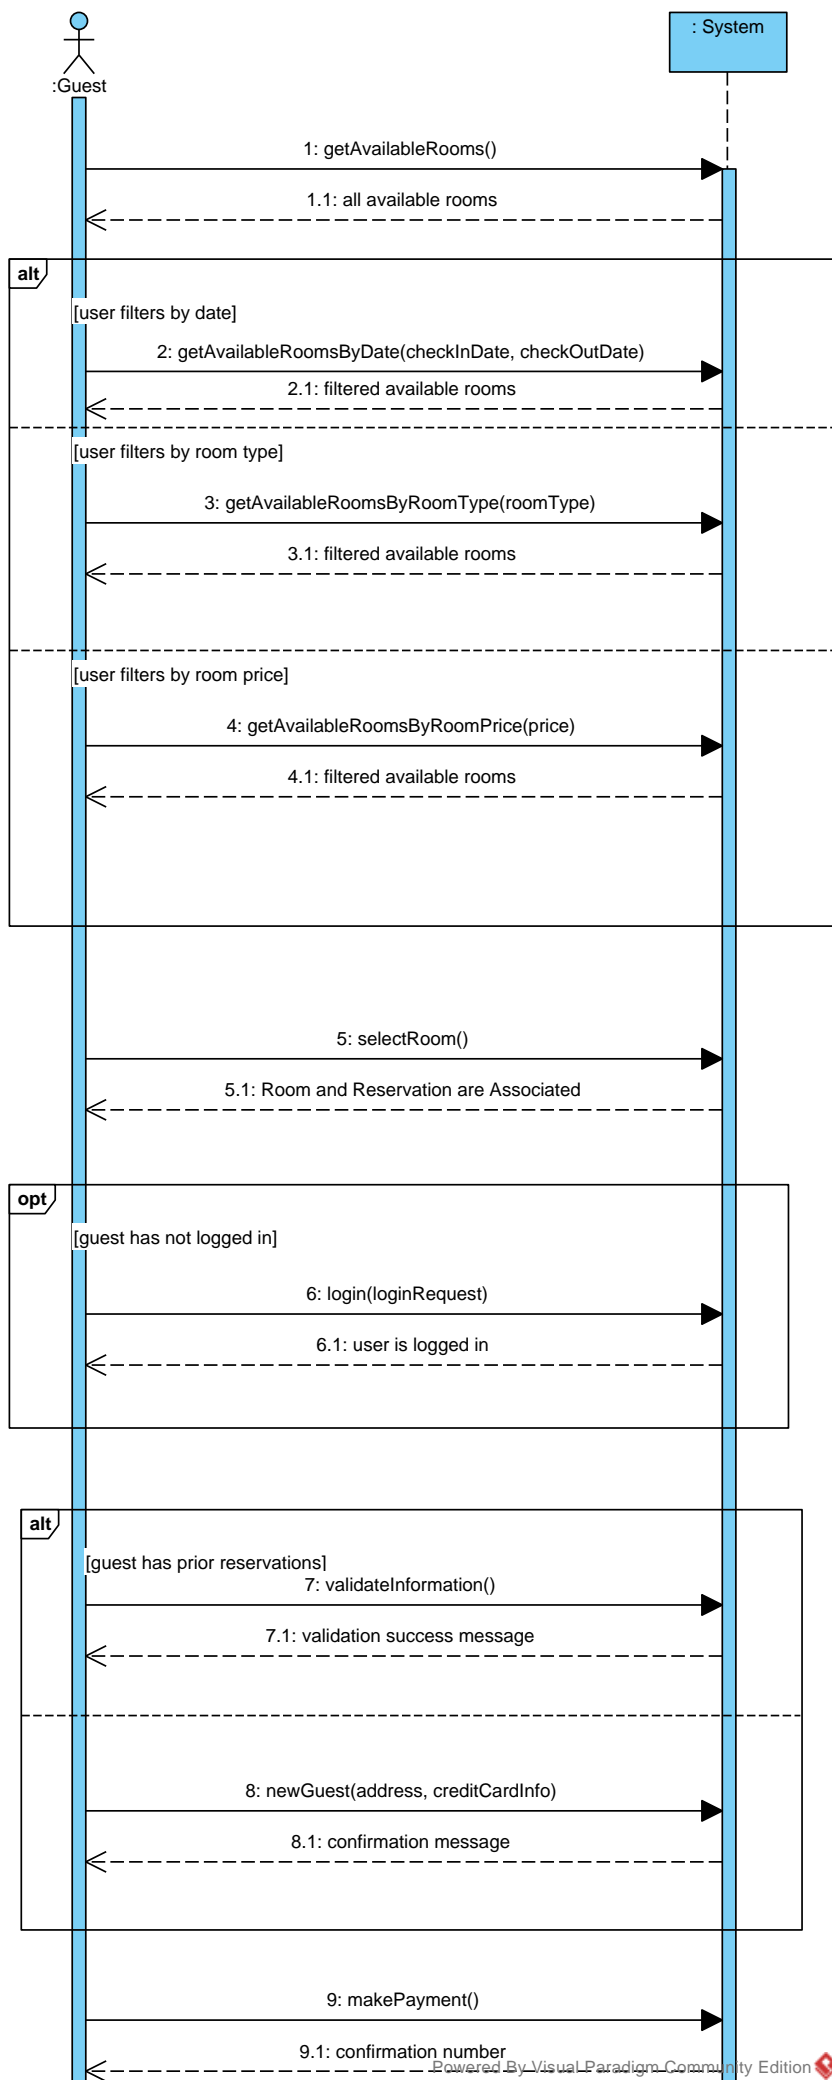 : System
:Guest
1: getAvailableRooms()
1.1: all available rooms
alt
[user filters by date]
2: getAvailableRoomsByDate(checkInDate, checkOutDate)
2.1: filtered available rooms
[user filters by room type]
3: getAvailableRoomsByRoomType(roomType)
3.1: filtered available rooms
[user filters by room price]
4: getAvailableRoomsByRoomPrice(price)
4.1: filtered available rooms
5: selectRoom()
5.1: Room and Reservation are Associated
opt
[guest has not logged in]
6: login(loginRequest)
6.1: user is logged in
alt
[guest has prior reservations]
7: validateInformation()
7.1: validation success message
8: newGuest(address, creditCardInfo)
8.1: confirmation message
9: makePayment()
9.1: confirmation number
Powered By Visual Paradigm Community Edition